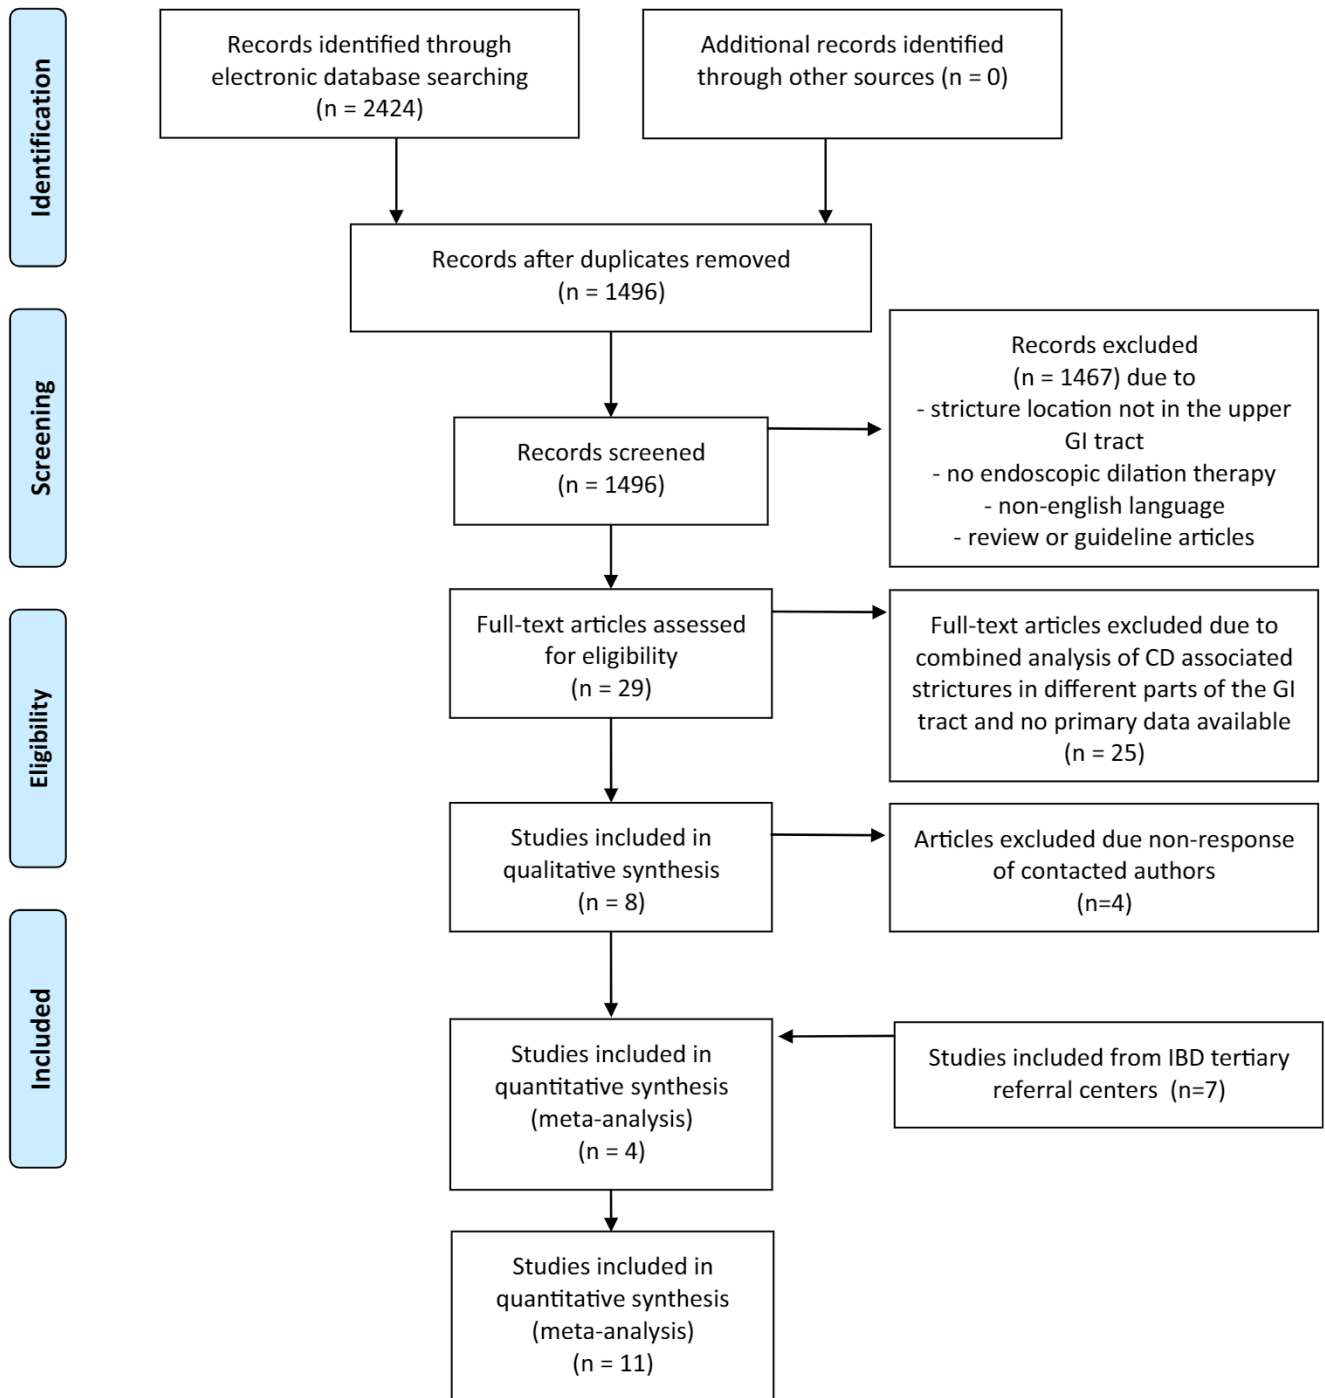 Identification
Records identified through
electronic database searching
(n = 2424)
Additional records identified
through other sources (n = 0)
Records after duplicates removed
(n = 1496)
Screening
Records screened
(n = 1496)
Records excluded
(n = 1467) due to
- stricture location not in the upper
GI tract
- no endoscopic dilation therapy
- non-english language
- review or guideline articles
Eligibility
Full-text articles assessed
for eligibility
(n = 29)
Full-text articles excluded due to
combined analysis of CD associated
strictures in different parts of the GI
tract and no primary data available
(n = 25)
Studies included in
qualitative synthesis
(n = 8)
Articles excluded due non-response
of contacted authors
(n=4)
Included
Studies included in
quantitative synthesis
(meta-analysis)
(n = 4)
Studies included from IBD tertiary
referral centers (n=7)
Studies included in
quantitative synthesis
(meta-analysis)
(n = 11)